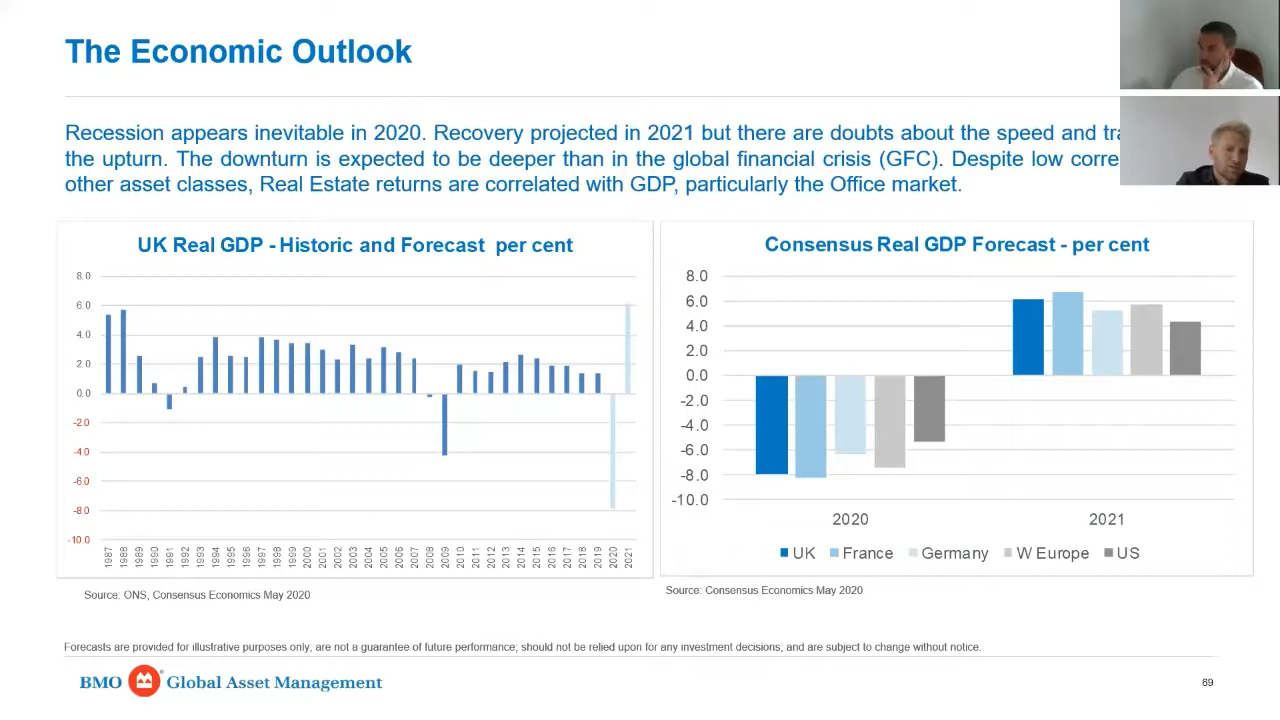 The Economic Outlook
Recession appears inevitable in 2020. Recovery projected in 2021 but there are doubts about the speed and
the upturn. The downturn is expected to be deeper than in the global financial crisis (GFC). Despite low
other asset classes, Real Estate returns are correlated with GDP, particularly the Office market.
UK Real GDP - Historic and Forecast per cent
8.0
6.0
4.0
2.0
0.0
-2.0
-4.0
-6.0
-8.0
-10.0
1987 1988 1989 1990 1991 1992 1993 1994 1995 1996 1997 1998 1999 2000 2001 2002 2003 2004 2005 2006 2007 2008 2009 2010 2011 2012 2013 2014 2015 2016 2017 2018 2019 2020 2021
Source: ONS, Consensus Economics May 2020
Consensus Real GDP Forecast - per cent
8.0
6.0
4.0
2.0
0.0
-2.0
-4.0
-6.0
-8.0
-10.0
2020 2021
UK France Germany W Europe US
Source: Consensus Economics May 2020
Forecasts are provided for illustrative purposes only; are not a guarantee of future performance; should not be relied upon for any investment decisions; and are subject to change without notice.
BMO Global Asset Management
69